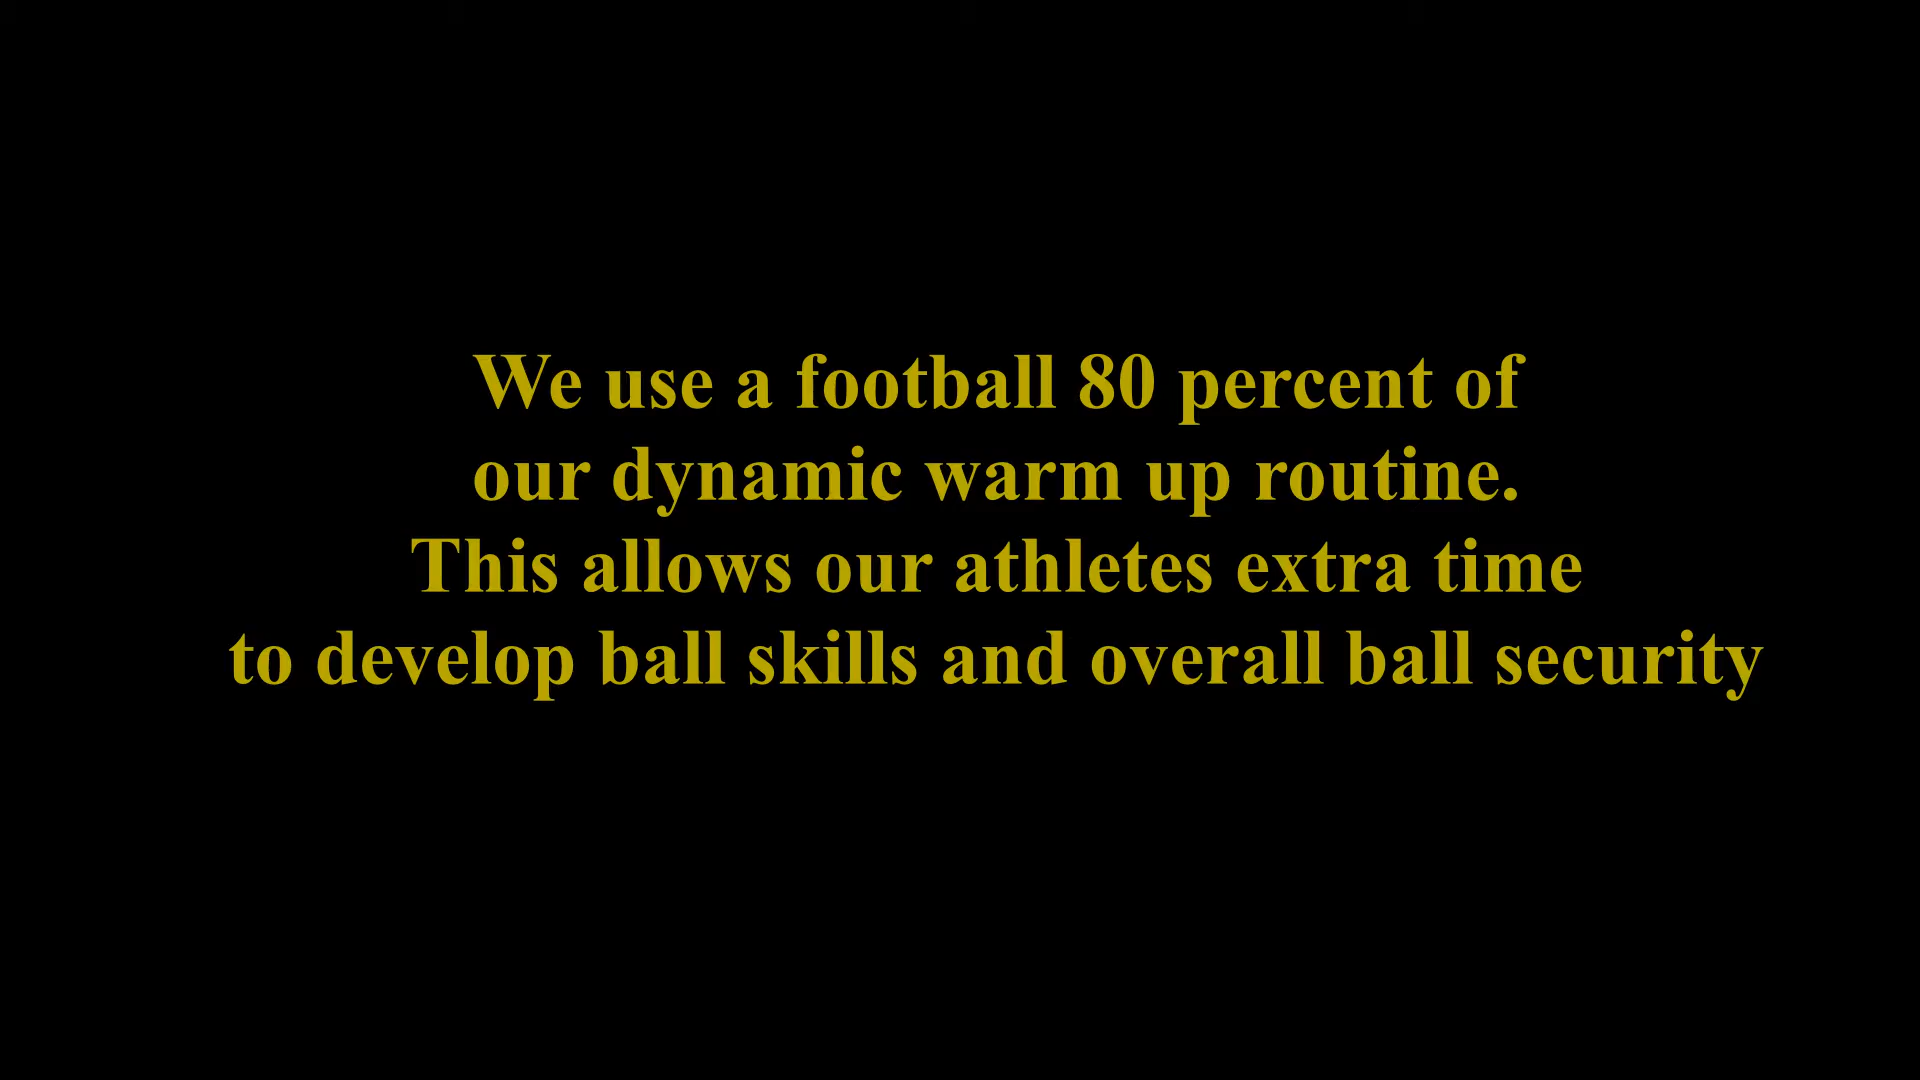 We use a football 80 percent of
our dynamic warm up routine.
This allows our athletes extra time
to develop ball skills and overall ball security